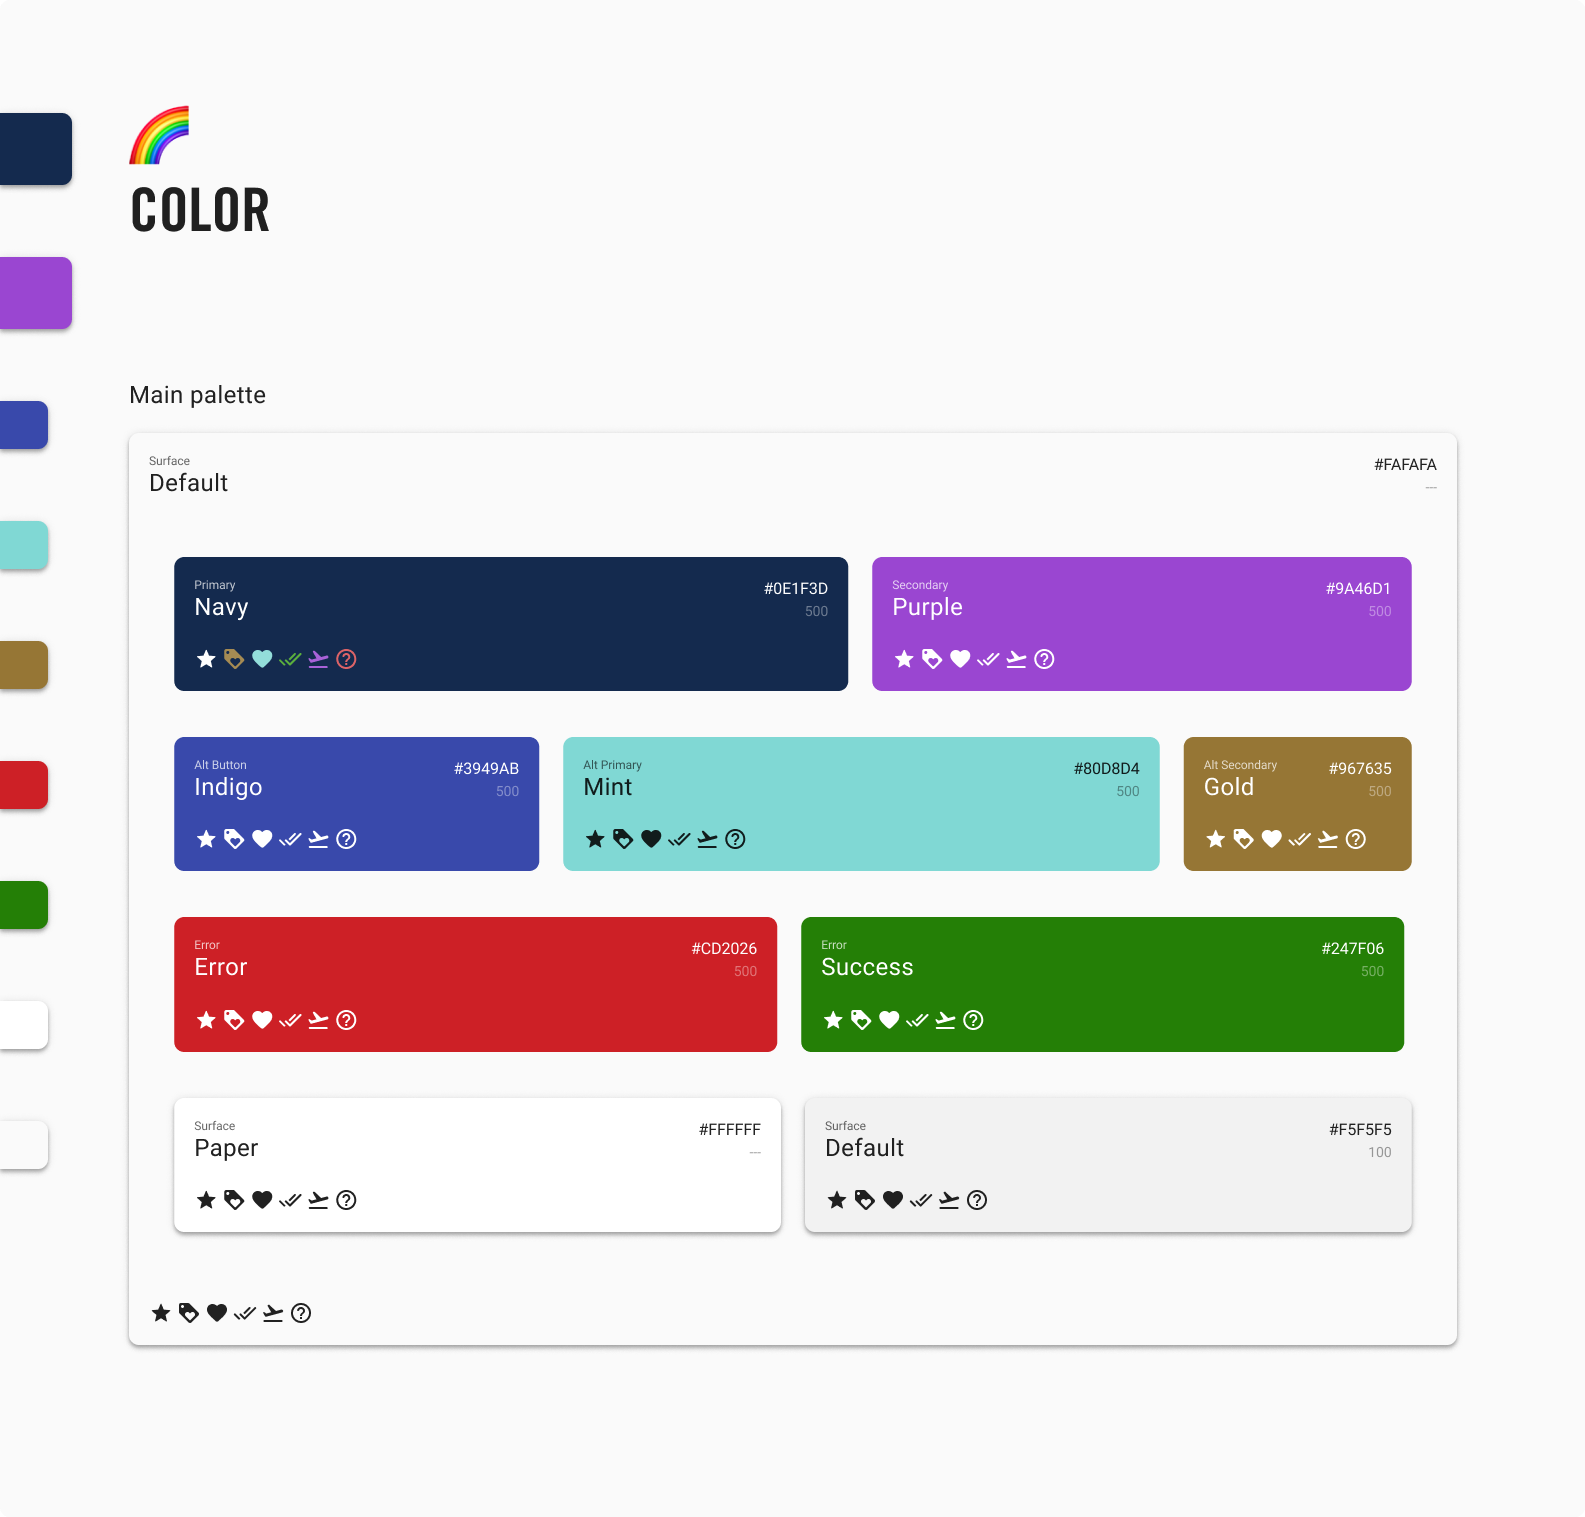 COLOR
Main palette
Surface
Default
#FAFAFA
---
Primary
Navy
#0E1F3D
500
Secondary
Purple
#9A46D1
500
Alt Button
Indigo
#3949AB
500
Alt Primary
Mint
#80D8D4
500
Alt Secondary
Gold
#967635
500
Error
Error
#CD2026
500
Error
Success
#247F06
500
Surface
Paper
#FFFFFF
---
Surface
Default
#F5F5F5
100